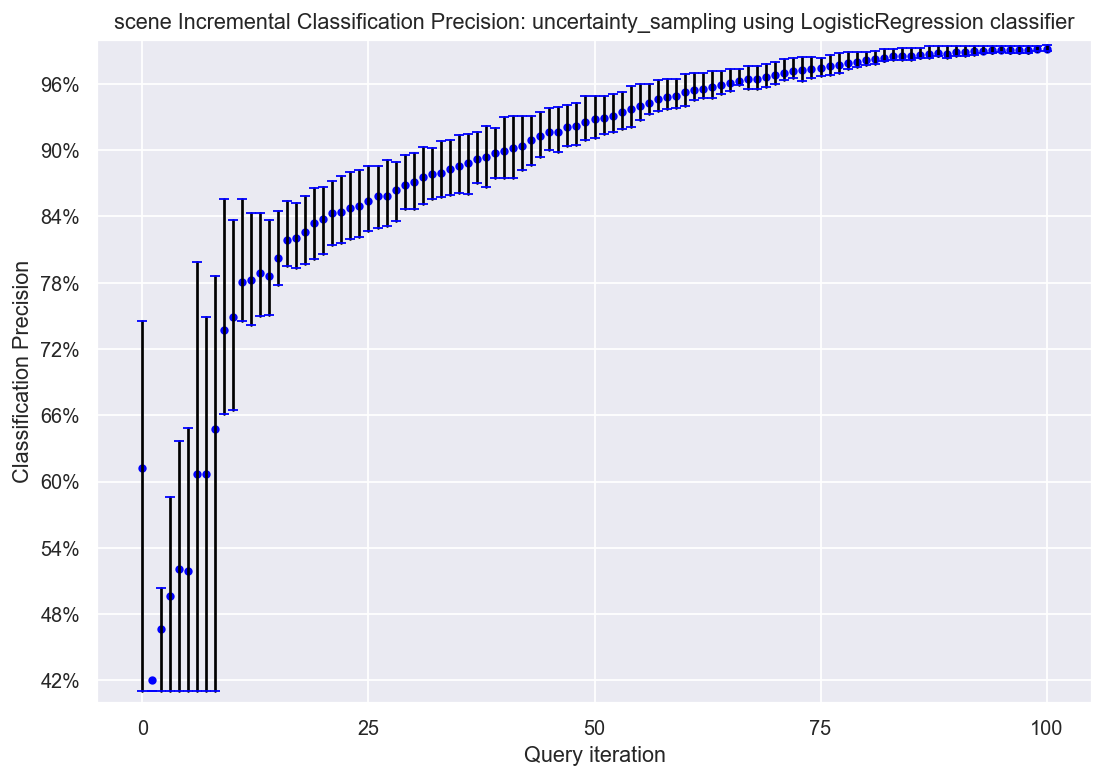 scene Incremental Classification Precision: uncertainty_sampling using LogisticRegression classifier
96%
90%
84%
78%
72%
66%
60%
54%
48%
42%
Classification Precision
0 25 50 75 100
Query iteration